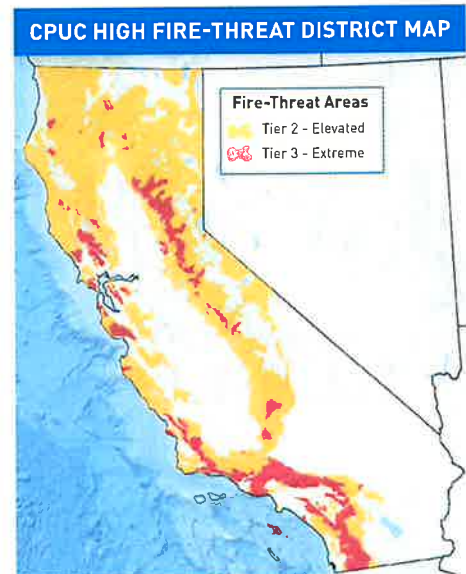 CPUC HIGH FIRE-THREAT DISTRICT MAP
Fire-Threat Areas
Tier 2 - Elevated
Tier 3 - Extreme